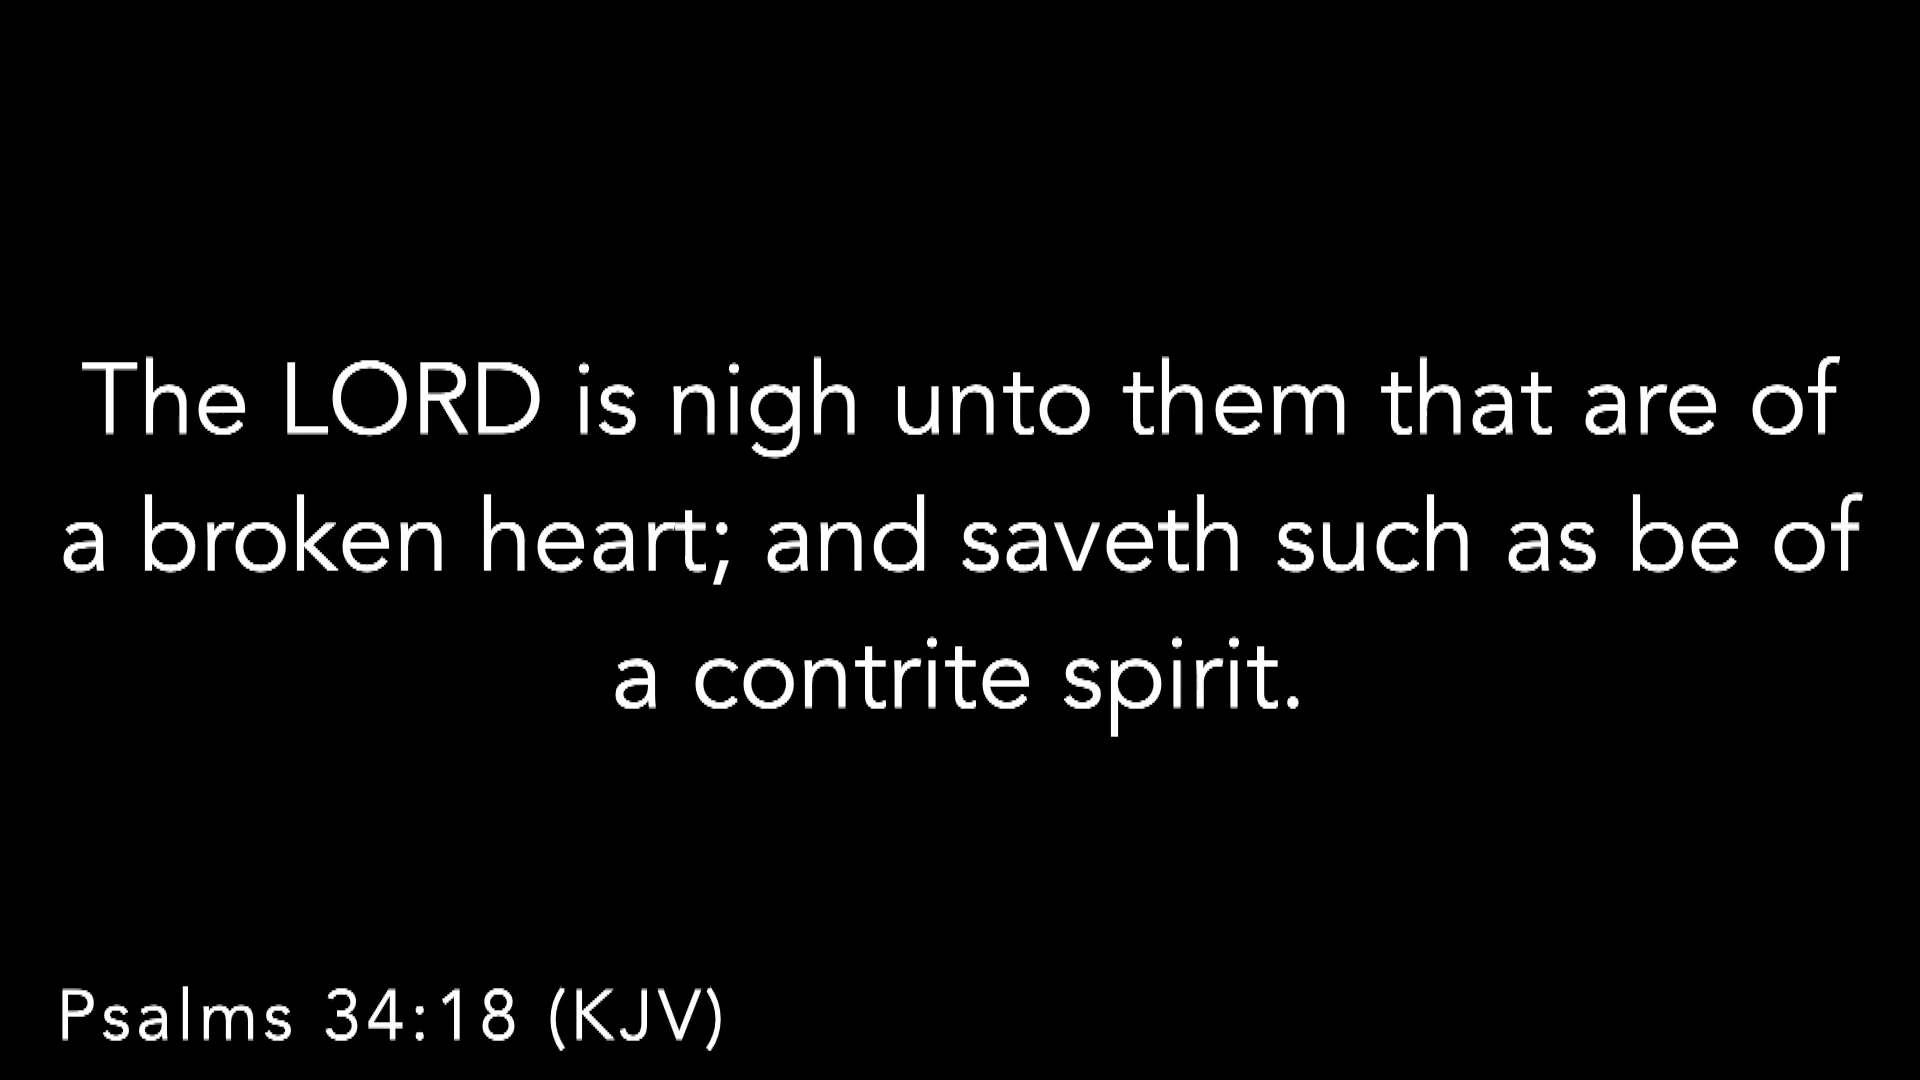 The LORD is nigh unto them that are of
a broken heart; and saveth such as be of
a contrite spirit.
Psalms 34:18 (KJV)